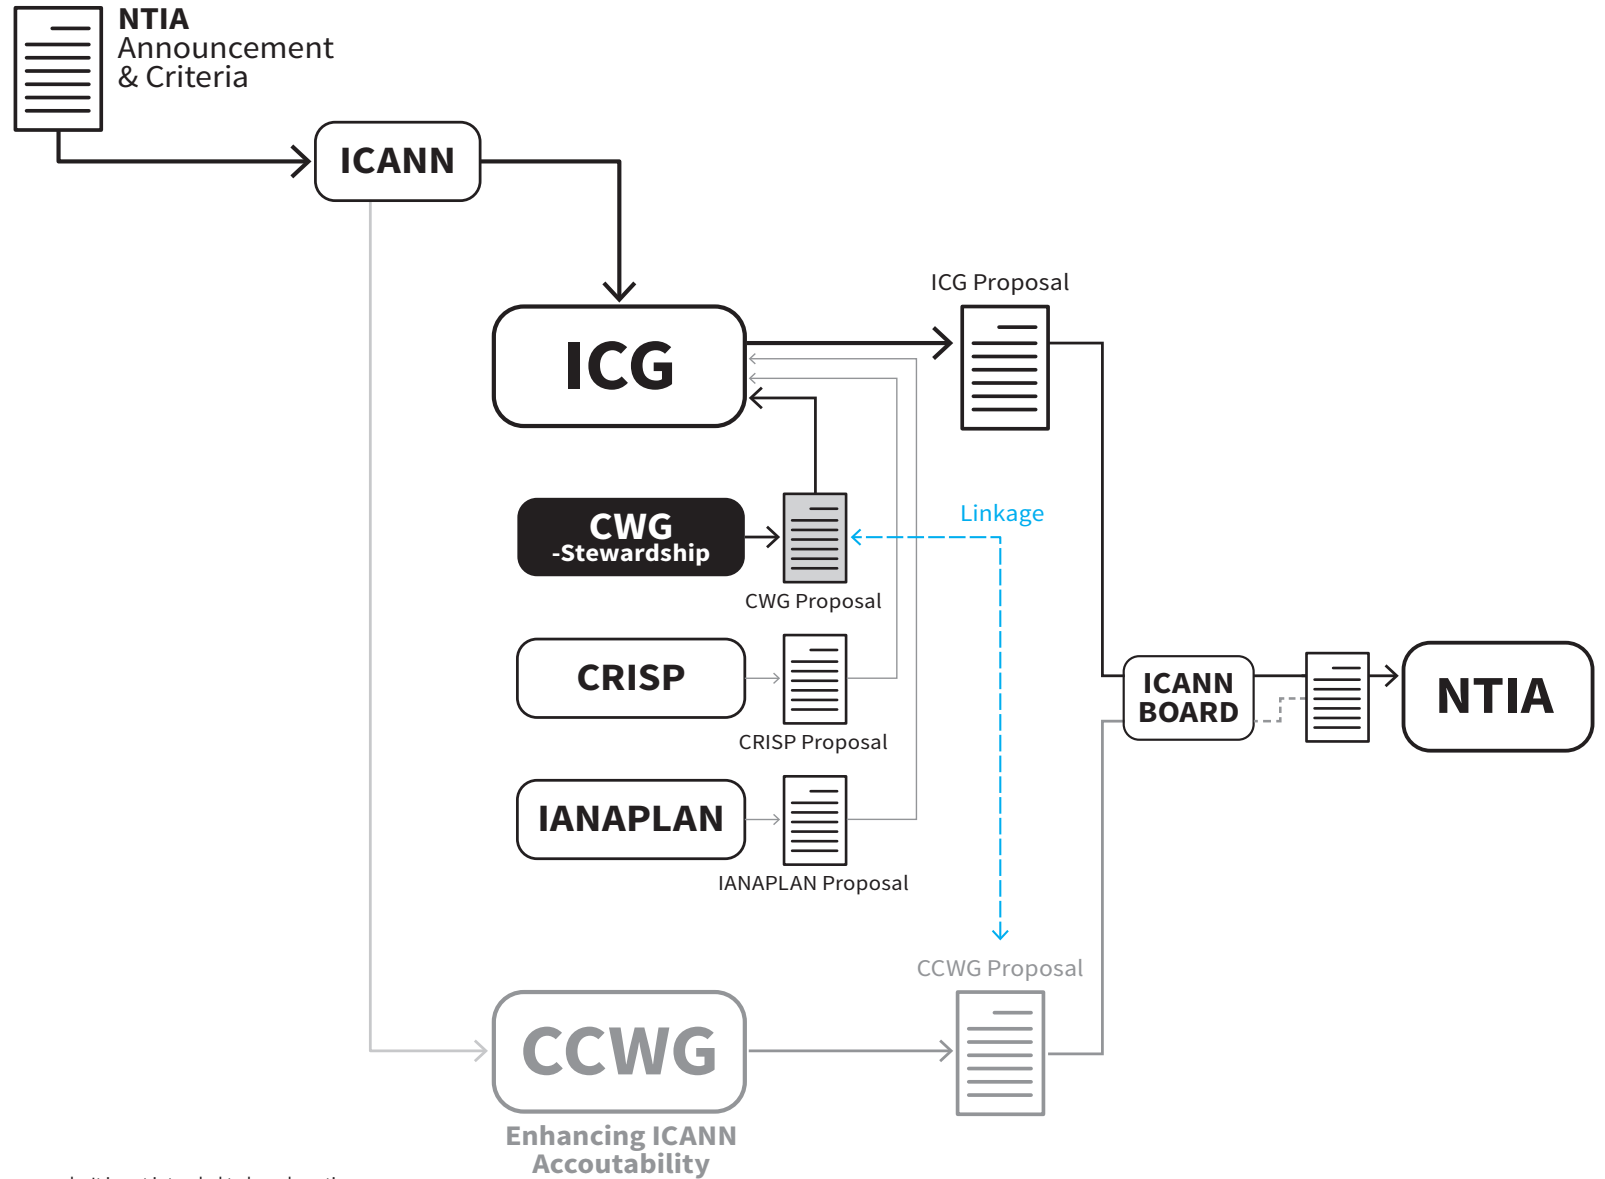 NTIA
Announcement
& Criteria
ICANN
ICG Proposal
ICG
CWG
-Stewardship
Linkage
CWG Proposal
CRISP
CRISP Proposal
ICANN
BOARD
NTIA
IANAPLAN
IANAPLAN Proposal
CCWG Proposal
CCWG
Enhancing ICANN
Accoutability